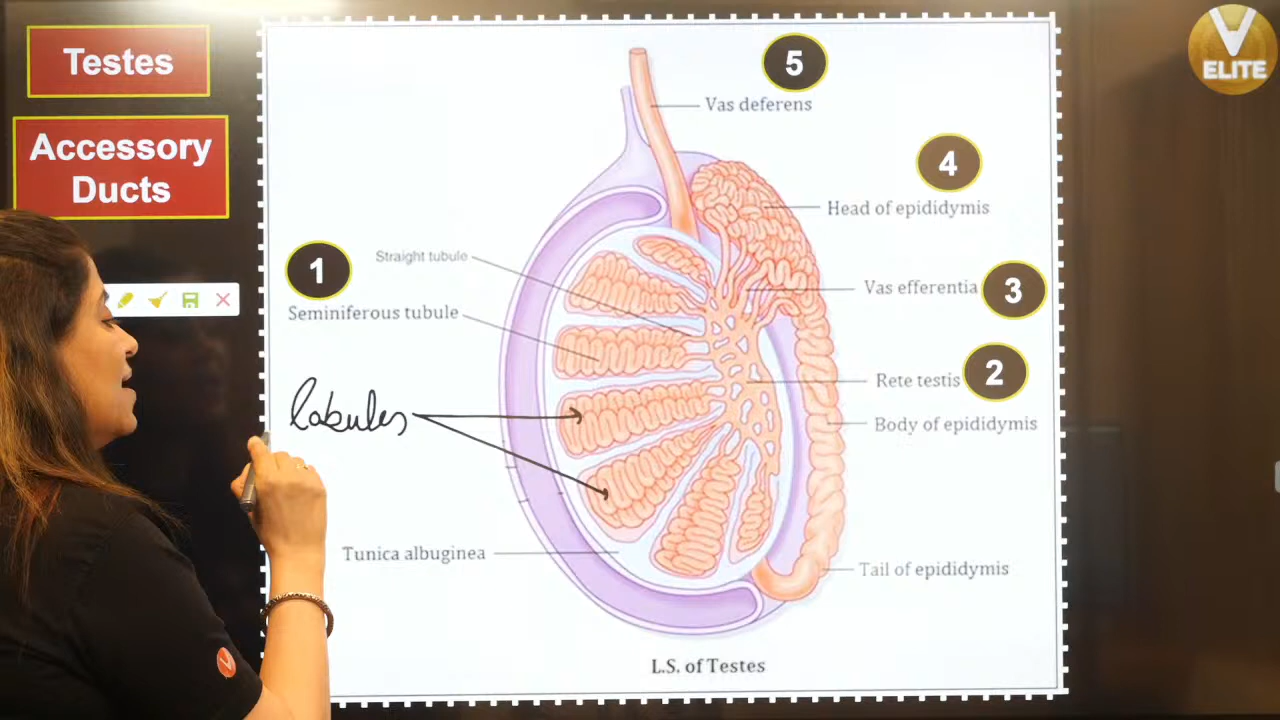 Testes
Accessory
Ducts
V
ELITE
5
Vas deferens
4
Head of epididymis
1
Straight tubule
Seminiferous tubule
Vas efferentia
3
Rete testis
2
Body of epididymis
lobules
Tunica albuginea
Tail of epididymis
L.S. of Testes